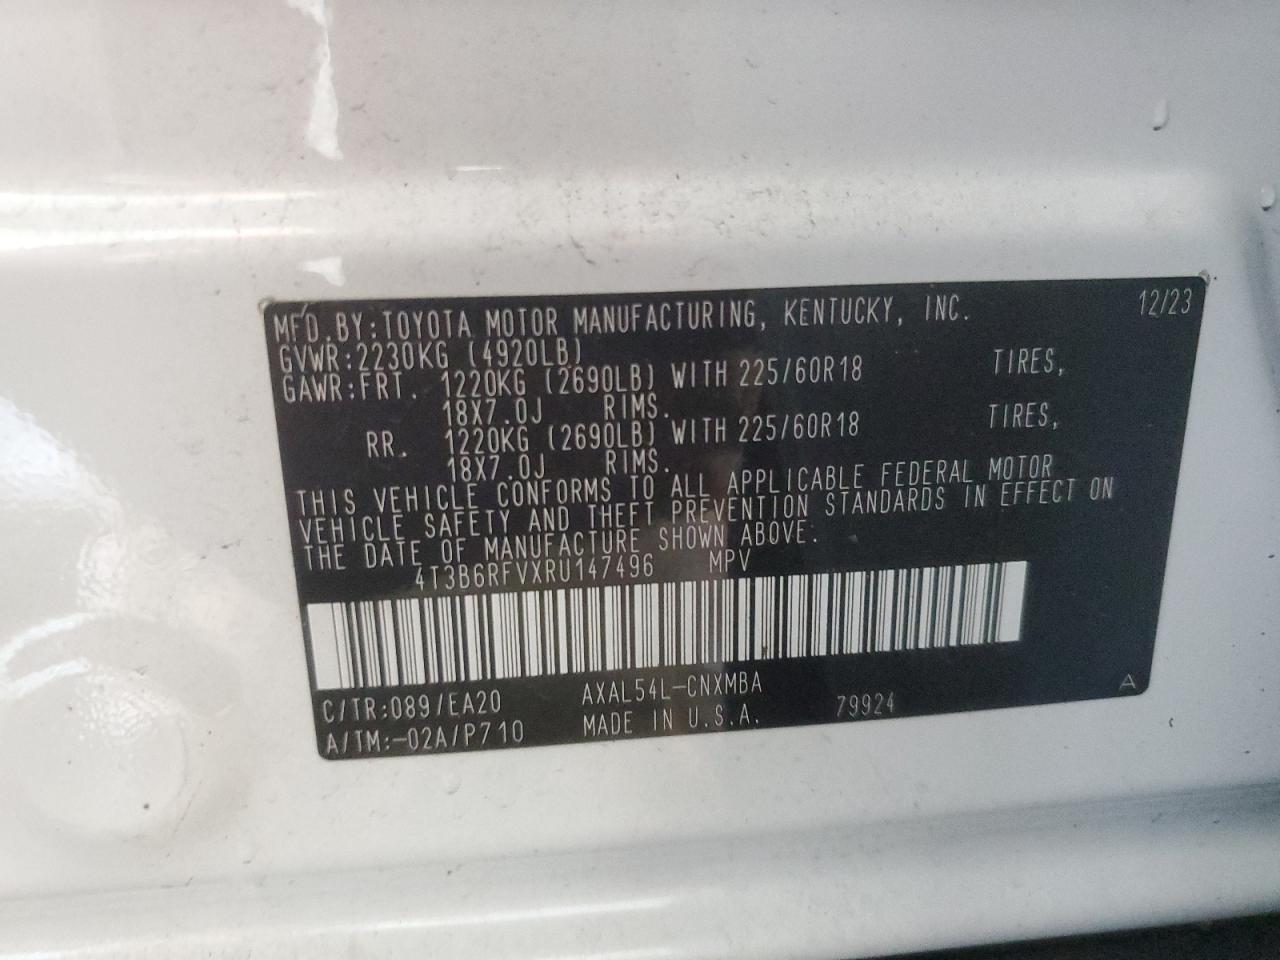 MFD.BY:TOYOTA MOTOR MANUFACTURING, KENTUCKY, INC. 12/23
GVWR:2230KG (4920LB)
GAWR:FRT. 1220KG (2690LB) WITH 225/60R18 TIRES,
18X7.0J RIMS.
RR. 1220KG (2690LB) WITH 225/60R18 TIRES,
18X7.0J RIMS.
THIS VEHICLE CONFORMS TO ALL APPLICABLE FEDERAL MOTOR
VEHICLE SAFETY AND THEFT PREVENTION STANDARDS IN EFFECT ON
THE DATE OF MANUFACTURE SHOWN ABOVE.
4T3B6RFVXRU147496 MPV
C/TR:089/EA20 AXAL54L-CNXMBA A
A/TM:-02A/P710 MADE IN U.S.A. 79924